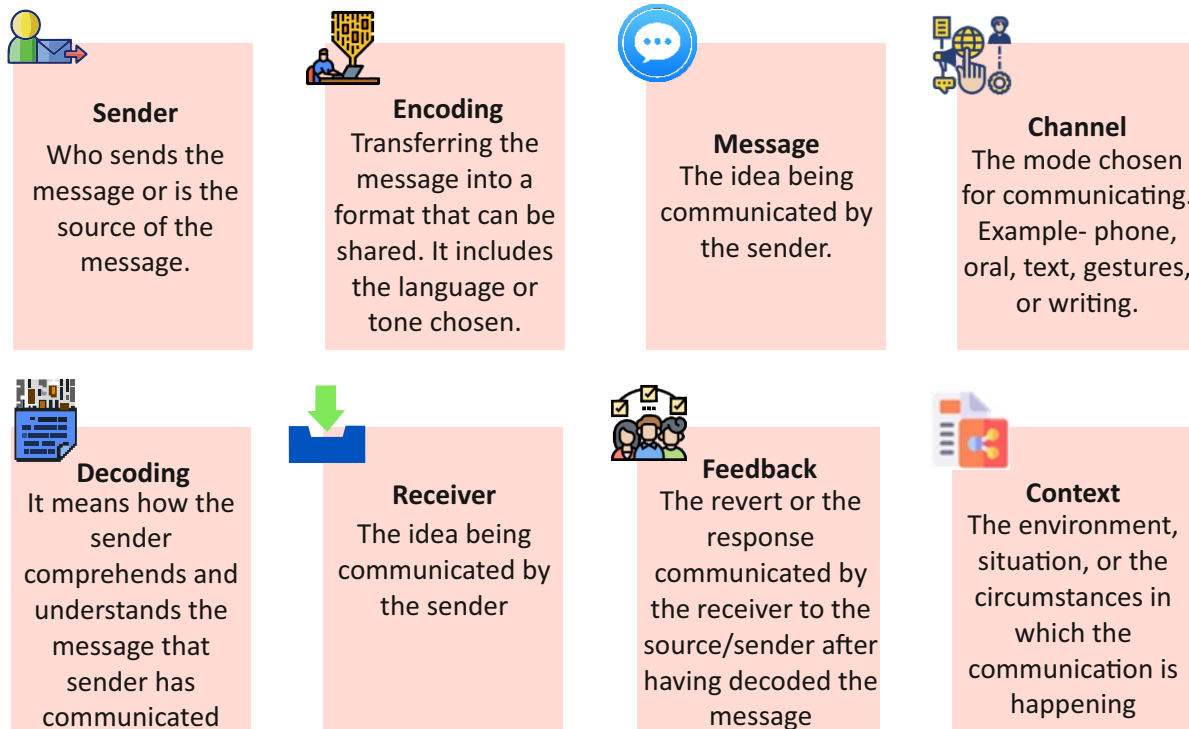 Sender
Who sends the
message or is the
source of the
message.
Encoding
Transferring the
message into a
format that can be
shared. It includes
the language or
tone chosen.
Message
The idea being
communicated by
the sender.
Channel
The mode chosen
for communicating.
Example- phone,
oral, text, gestures,
or writing.
Decoding
It means how the
sender
comprehends and
understands the
message that
sender has
communicated
Receiver
The idea being
communicated by
the sender
Feedback
The revert or the
response
communicated by
the receiver to the
source/sender after
having decoded the
message
Context
The environment,
situation, or the
circumstances in
which the
communication is
happening